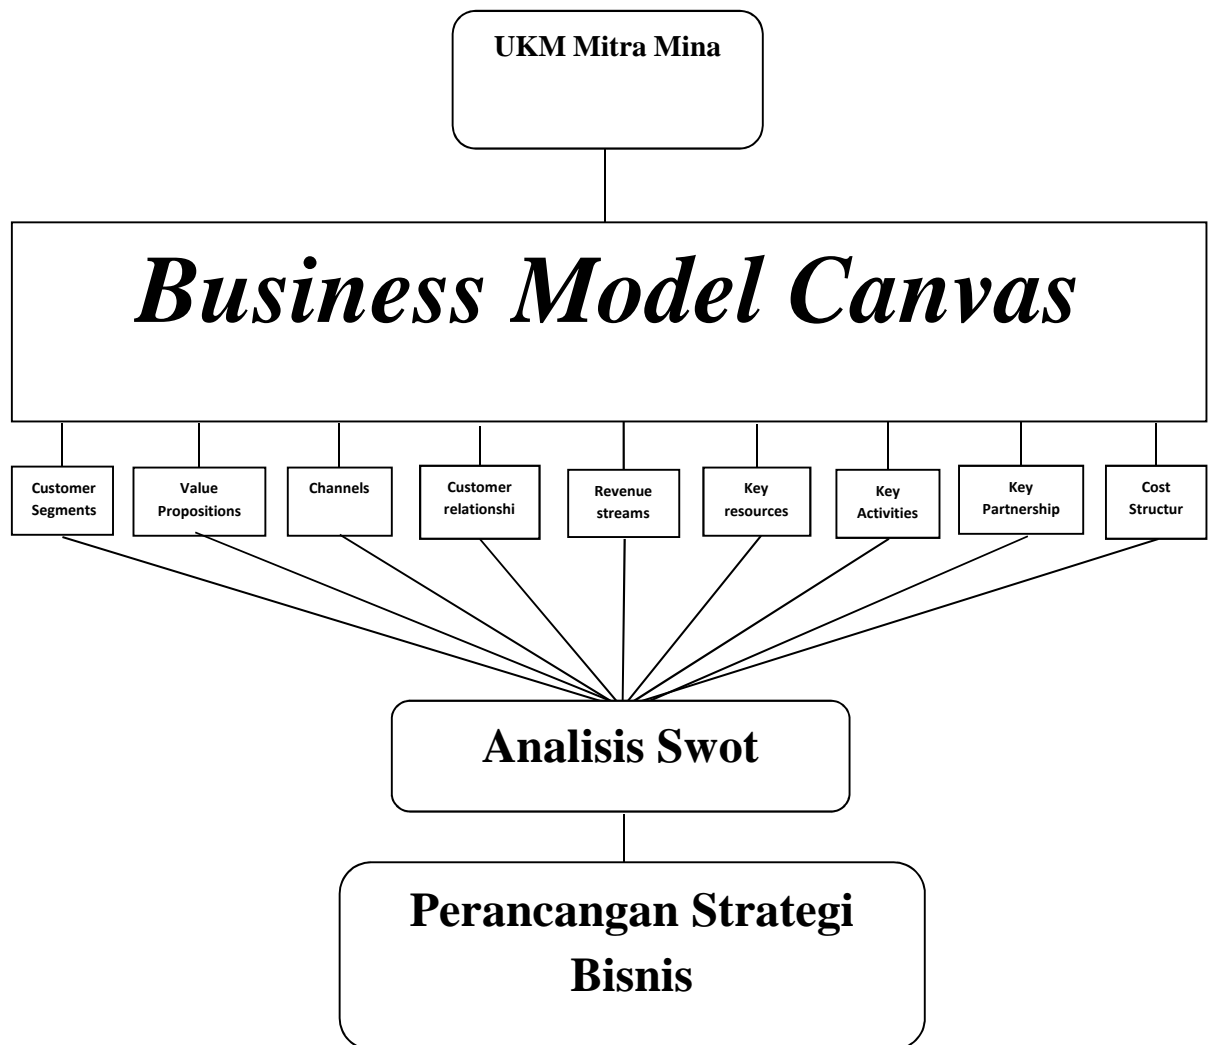 UKM Mitra Mina
Business Model Canvas
Customer
Segments
Value
Propositions
Channels
Customer
relationshi
Revenue
streams
Key
resources
Key
Activities
Key
Partnership
Cost
Structur
Analisis Swot
Perancangan Strategi
Bisnis